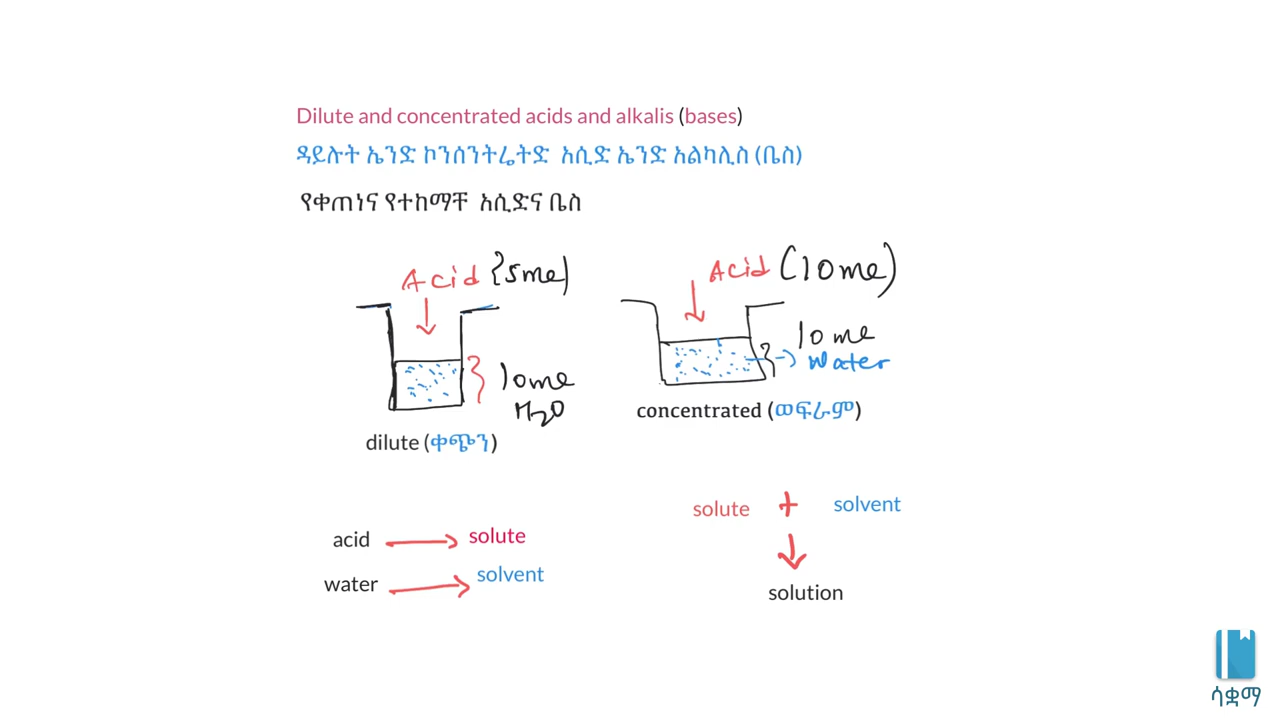 Dilute and concentrated acids and alkalis (bases)
ዳይሉት ኤንድ ኮንሰንትሬትድ አሲድ ኤንድ አልካሊስ (ቤስ)
የቀጠነና የተከማቸ አሲድና ቤስ
Acid (5ml)
10ml
H2O
dilute (ቀጭን)
Acid (10ml)
10ml
Water
concentrated (ወፍራም)
acid → solute
water → solvent
solute + solvent
↓
solution
ሳቋማ